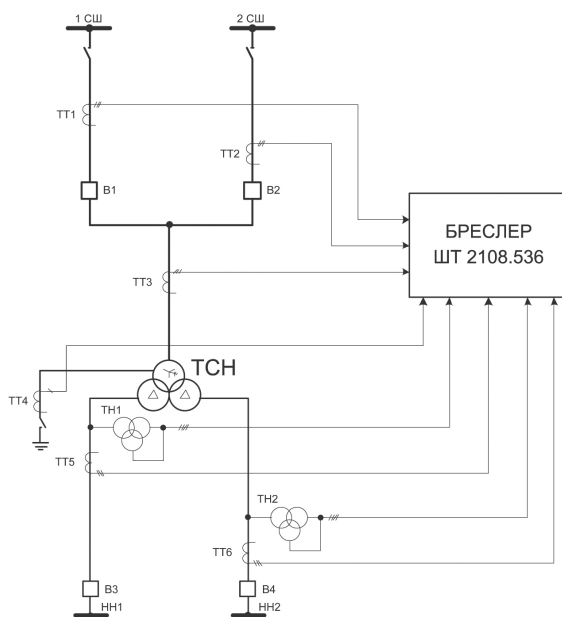 1 СШ
2 СШ
ТТ1
ТТ2
В1
В2
БРЕСЛЕР
ШТ 2108.536
ТТ3
ТСН
ТТ4
ТН1
ТТ5
ТН2
ТТ6
В3
В4
НН1
НН2